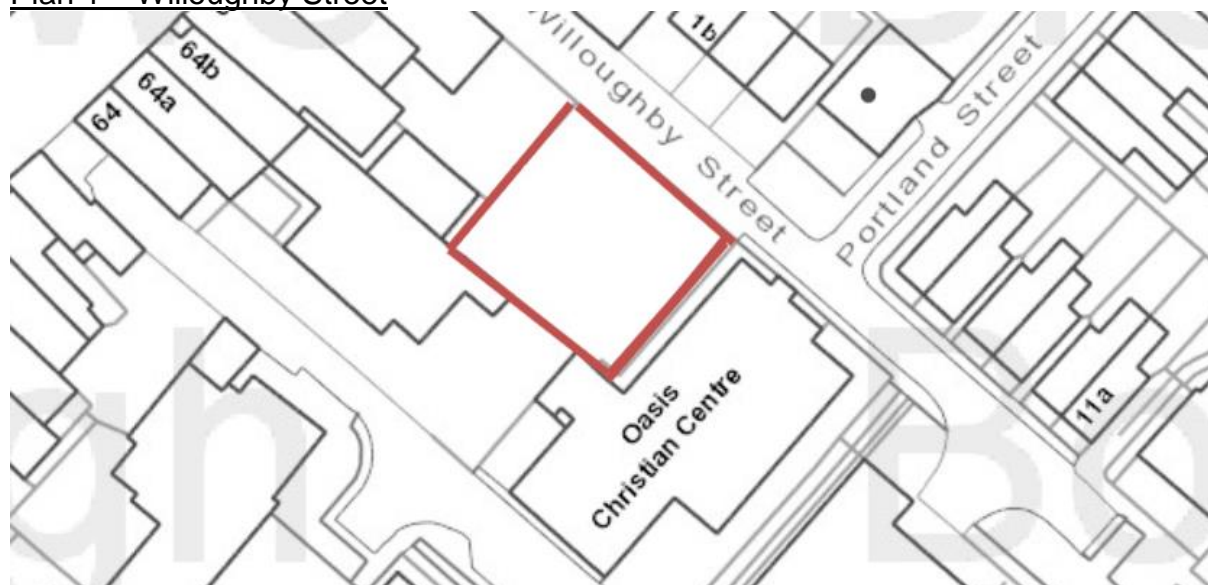 Plan 1 – Willoughby Street
64b
64a
64
1b
Willoughby Street
Portland Street
Oasis
Christian Centre
11a